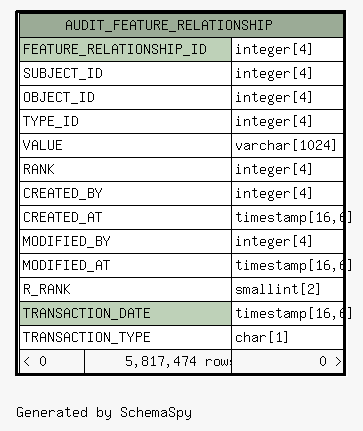 AUDIT_FEATURE_RELATIONSHIP
FEATURE_RELATIONSHIP_ID integer[4]
SUBJECT_ID integer[4]
OBJECT_ID integer[4]
TYPE_ID integer[4]
VALUE varchar[1024]
RANK integer[4]
CREATED_BY integer[4]
CREATED_AT timestamp[16,6]
MODIFIED_BY integer[4]
MODIFIED_AT timestamp[16,6]
R_RANK smallint[2]
TRANSACTION_DATE timestamp[16,6]
TRANSACTION_TYPE char[1]
< 0 5,817,474 rows 0 >
Generated by SchemaSpy